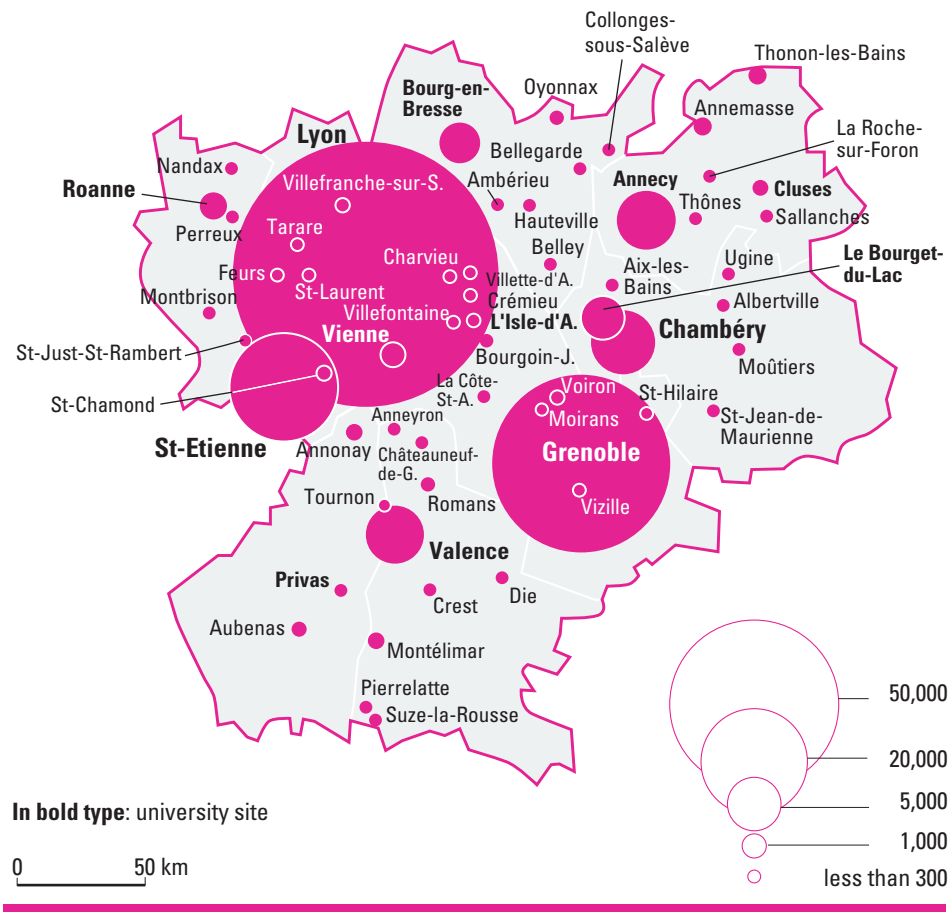 Collonges-
sous-Salève
Thonon-les-Bains
Bourg-en-
Bresse
Oyonnax
Annemasse
Lyon
La Roche-
sur-Foron
Nandax
Bellegarde
Villefranche-sur-S.
Roanne
Ambérieu
Annecy
Cluses
Thônes
Perreux
Hauteville
Sallanches
Tarare
Belley
Le Bourget-
du-Lac
Charvieu
Ugine
Feurs
Aix-les-
Bains
Villette-d'A.
St-Laurent
Montbrison
Crémieu
Albertville
Villefontaine
L'Isle-d'A.
Vienne
Chambéry
St-Just-St-Rambert
Bourgoin-J.
Moûtiers
La Côte-
St-A.
Voiron
St-Hilaire
St-Chamond
Anneyron
Moirans
St-Jean-de-
Maurienne
St-Etienne
Annonay
Châteauneuf-
de-G.
Grenoble
Tournon
Romans
Vizille
Valence
Privas
Crest
Die
Aubenas
Montélimar
Pierrelatte
Suze-la-Rousse
50,000
20,000
5,000
1,000
less than 300
In bold type: university site
0 50 km